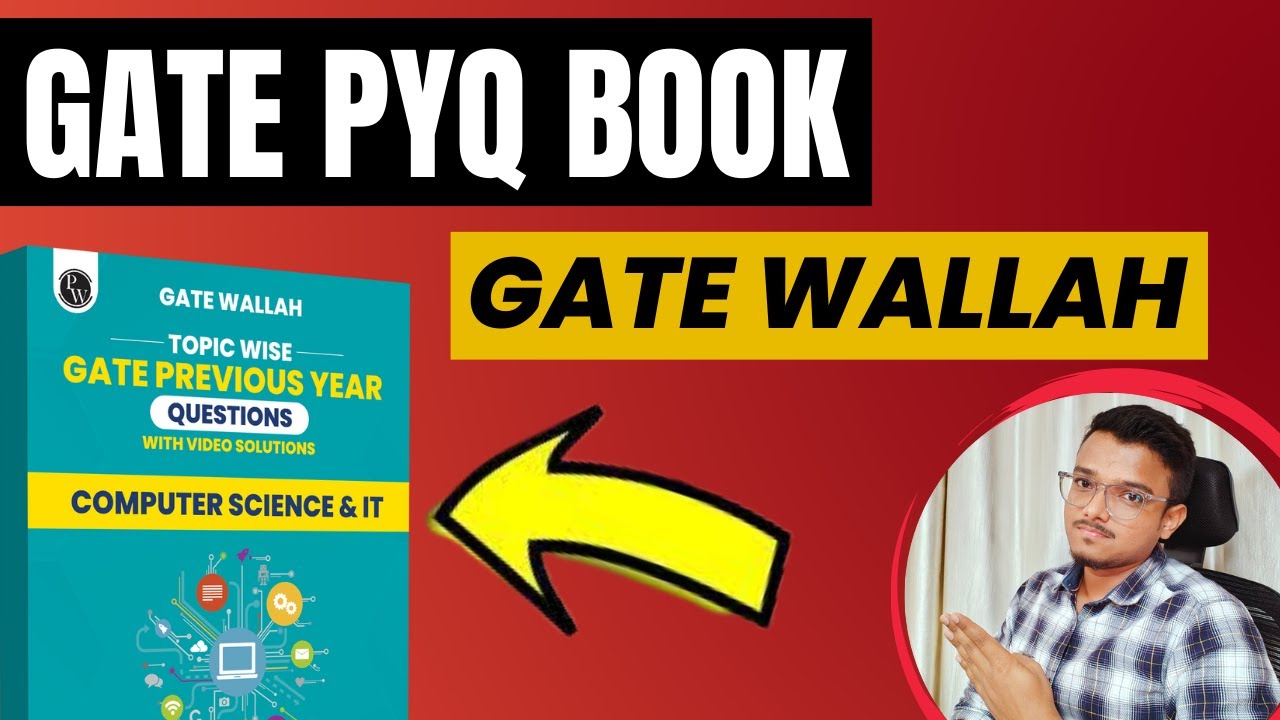 GATE PYQ BOOK
GATE WALLAH
PW
GATE WALLAH
TOPIC WISE
GATE PREVIOUS YEAR
QUESTIONS
WITH VIDEO SOLUTIONS
COMPUTER SCIENCE & IT